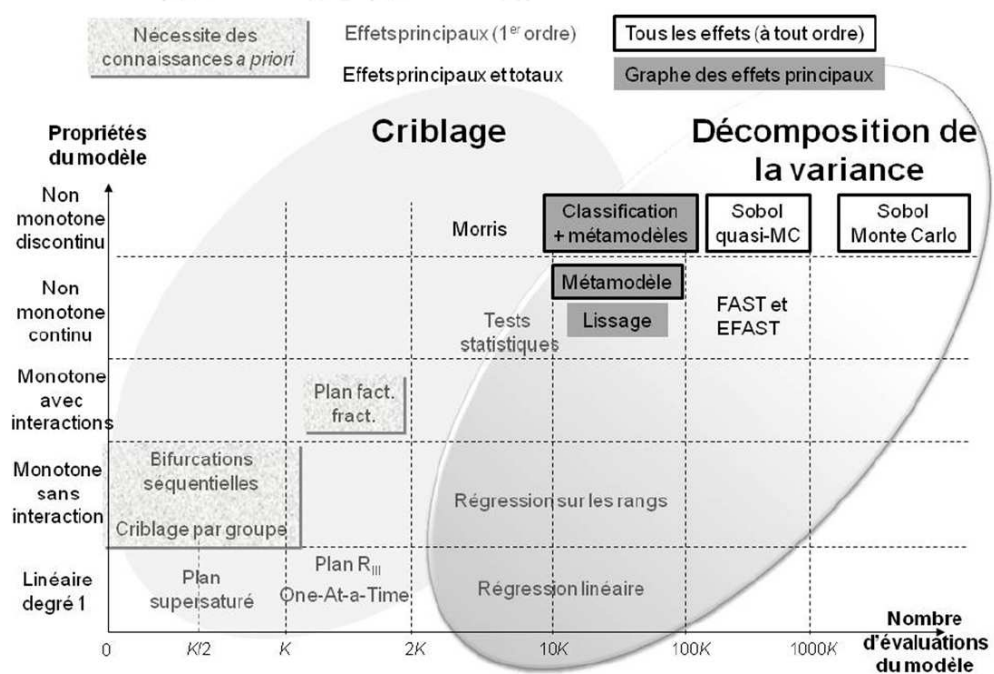 Nécessite des
connaissances a priori
Effets principaux (1er ordre)
Tous les effets (à tout ordre)
Effets principaux et totaux
Graphe des effets principaux
Propriétés
du modèle
Criblage
Décomposition de
la variance
Non
monotone
discontinu
Morris
Classification
+ métamodèles
Sobol
quasi-MC
Sobol
Monte Carlo
Non
monotone
continu
Tests
statistiques
Métamodèle
Lissage
FAST et
EFAST
Monotone
avec
interactions
Plan fact.
fract.
Monotone
sans
interaction
Bifurcations
séquentielles
Criblage par groupe
Régression sur les rangs
Linéaire
degré 1
Plan
supersaturé
Plan RIII
One-At-a-Time
Régression linéaire
0
K/2
K
2K
10K
100K
1000K
Nombre
d'évaluations
du modèle